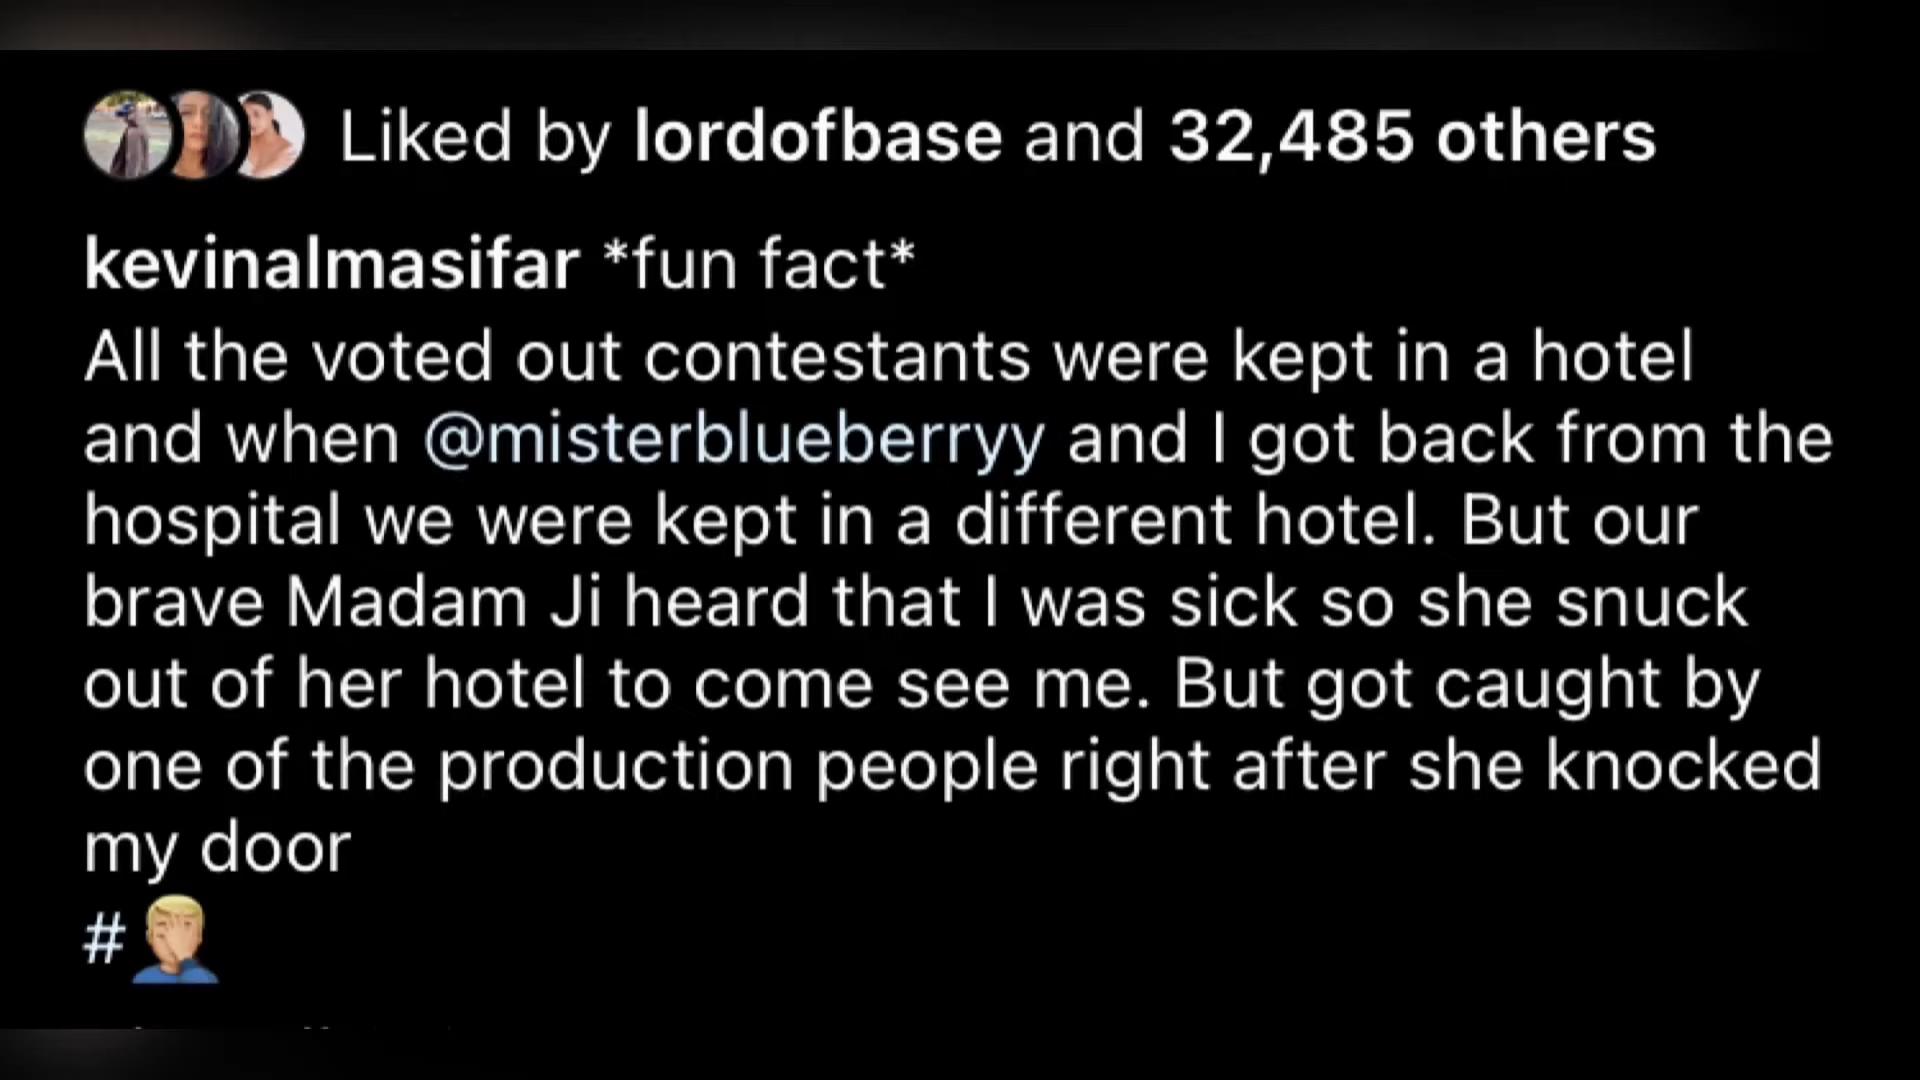 Liked by lordofbase and 32,485 others
kevinalmasifar *fun fact*
All the voted out contestants were kept in a hotel
and when @misterblueberryy and I got back from the
hospital we were kept in a different hotel. But our
brave Madam Ji heard that I was sick so she snuck
out of her hotel to come see me. But got caught by
one of the production people right after she knocked
my door
#🤦🏼‍♂️